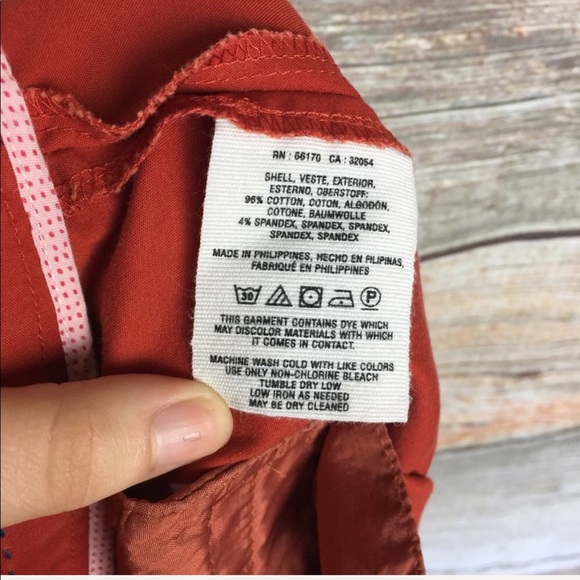 RN : 66170 CA : 32054
SHELL, VESTE, EXTERIOR,
ESTERNO, OBERSTOFF:
96% COTTON, COTON, ALGODÓN,
COTONE, BAUMWOLLE
4% SPANDEX, SPANDEX, SPANDEX,
SPANDEX, SPANDEX
MADE IN PHILIPPINES, HECHO EN FILIPINAS,
FABRIQUÉ EN PHILIPPINES
30 P
THIS GARMENT CONTAINS DYE WHICH
MAY DISCOLOR MATERIALS WITH WHICH
IT COMES IN CONTACT.
MACHINE WASH COLD WITH LIKE COLORS
USE ONLY NON-CHLORINE BLEACH
TUMBLE DRY LOW
LOW IRON AS NEEDED
MAY BE DRY CLEANED